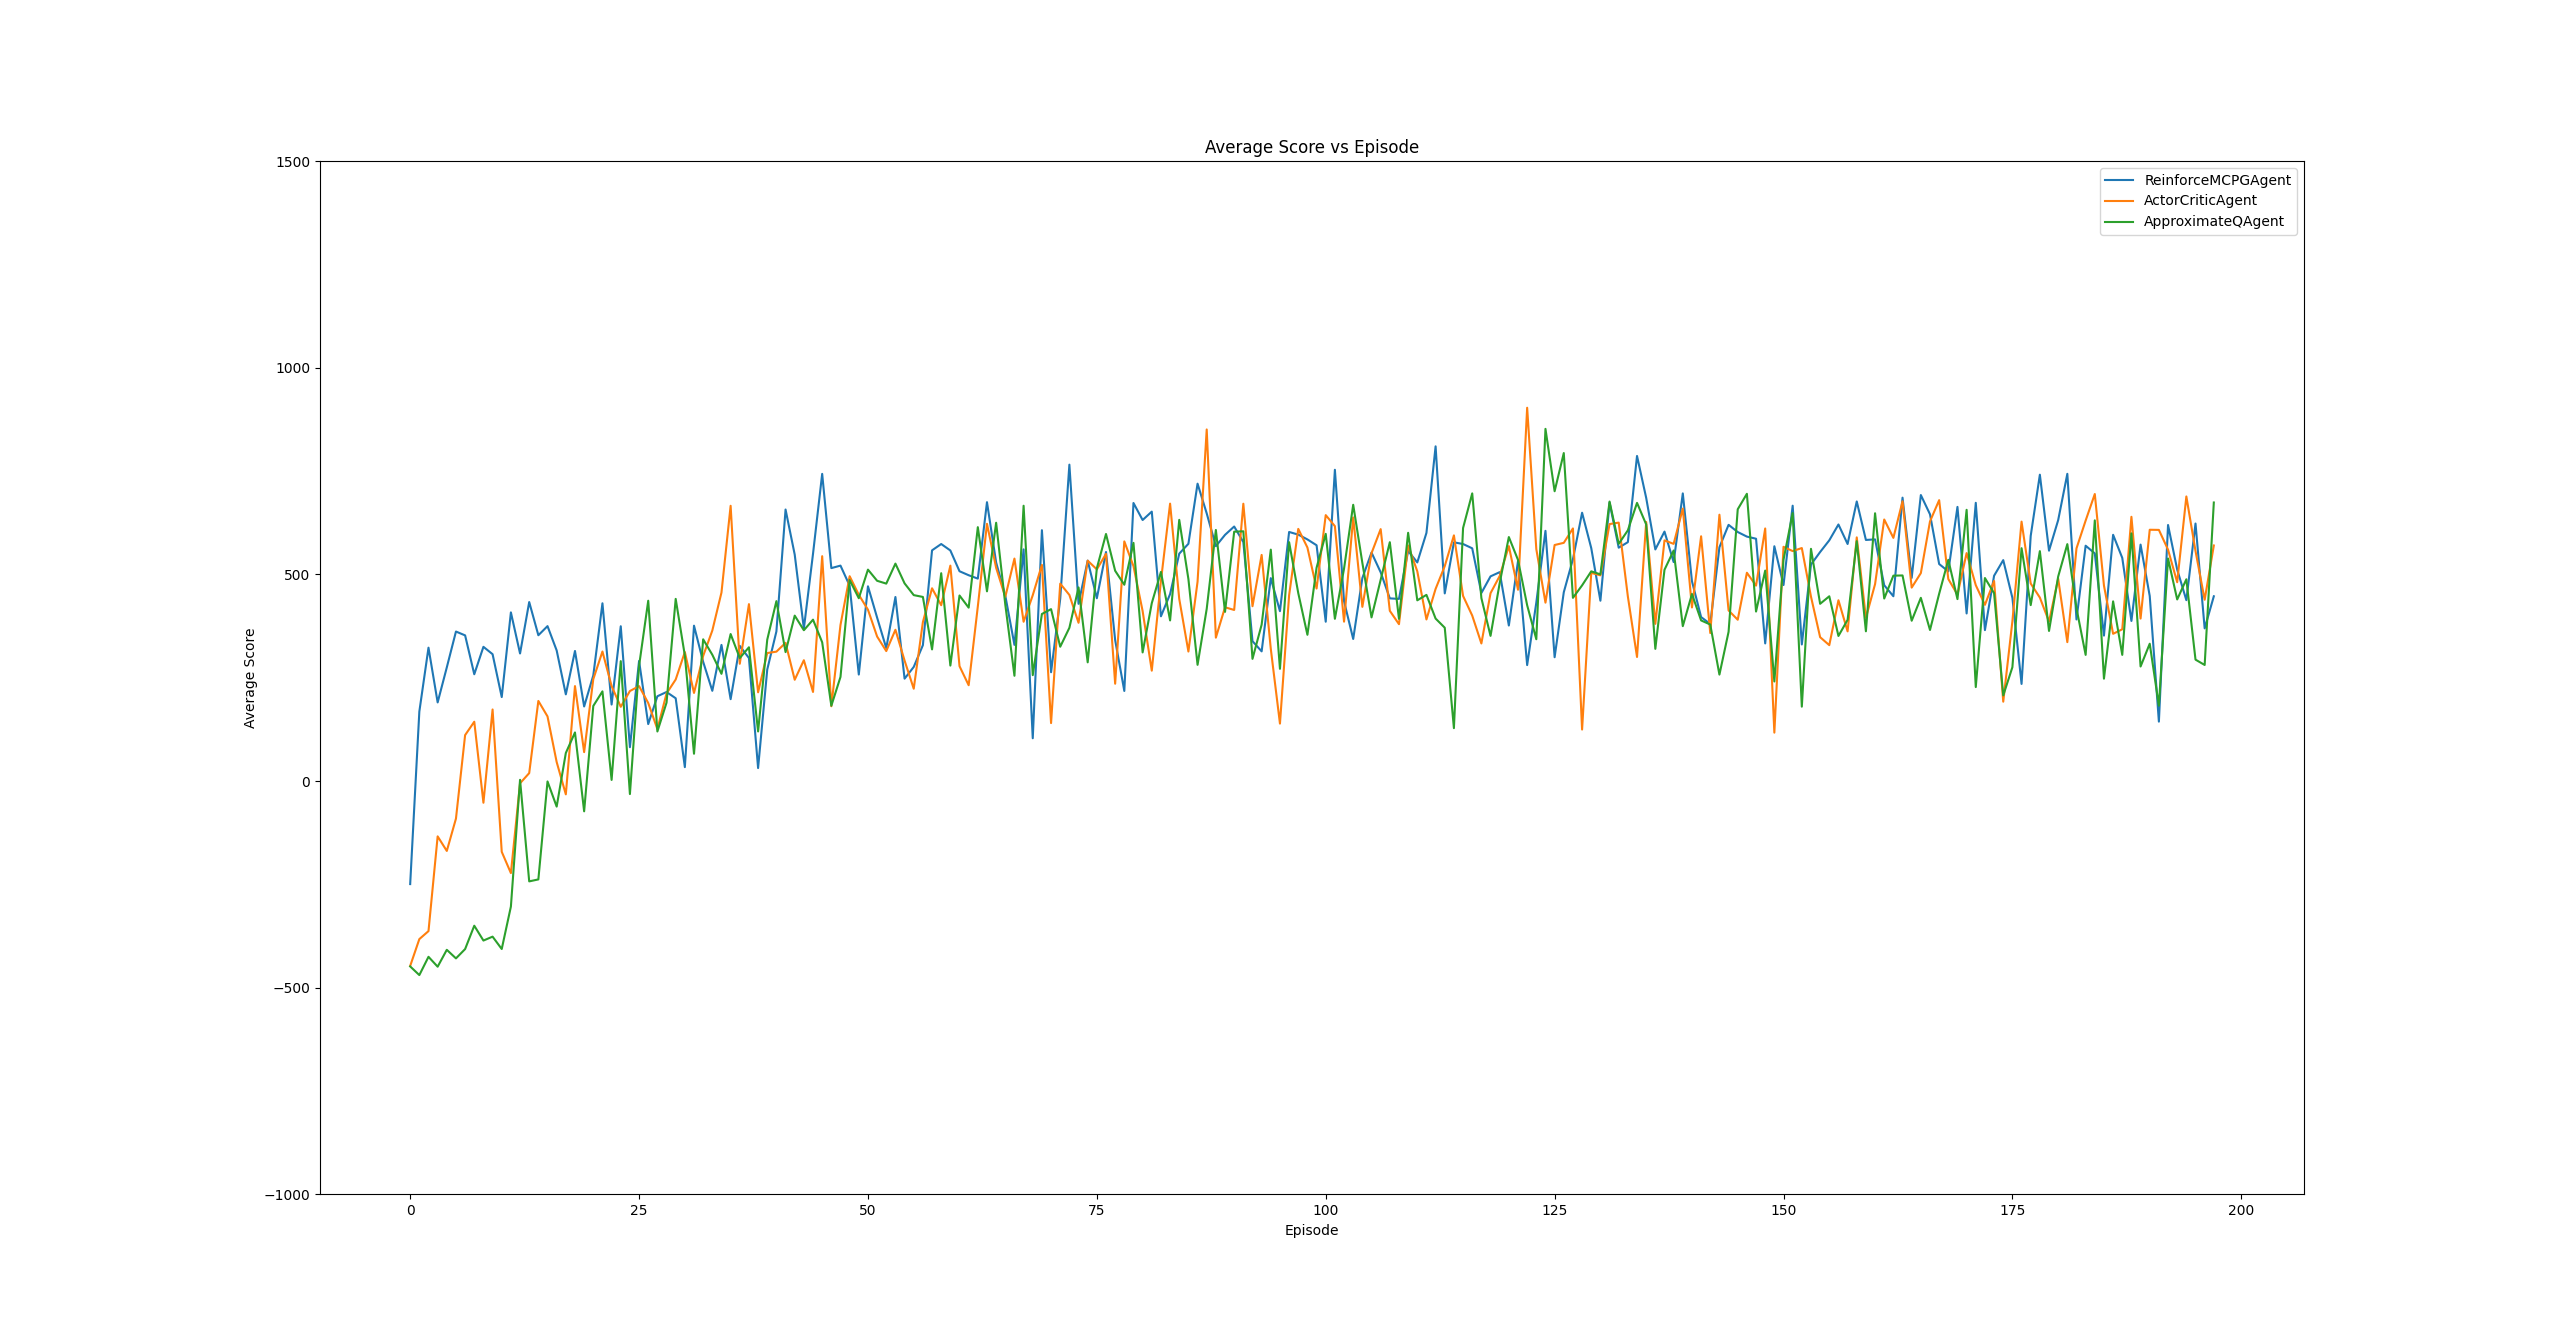 Average Score vs Episode
1500
1000
500
0
−500
−1000
Average Score
ReinforceMCPGAgent
ActorCriticAgent
ApproximateQAgent
0 25 50 75 100 125 150 175 200
Episode